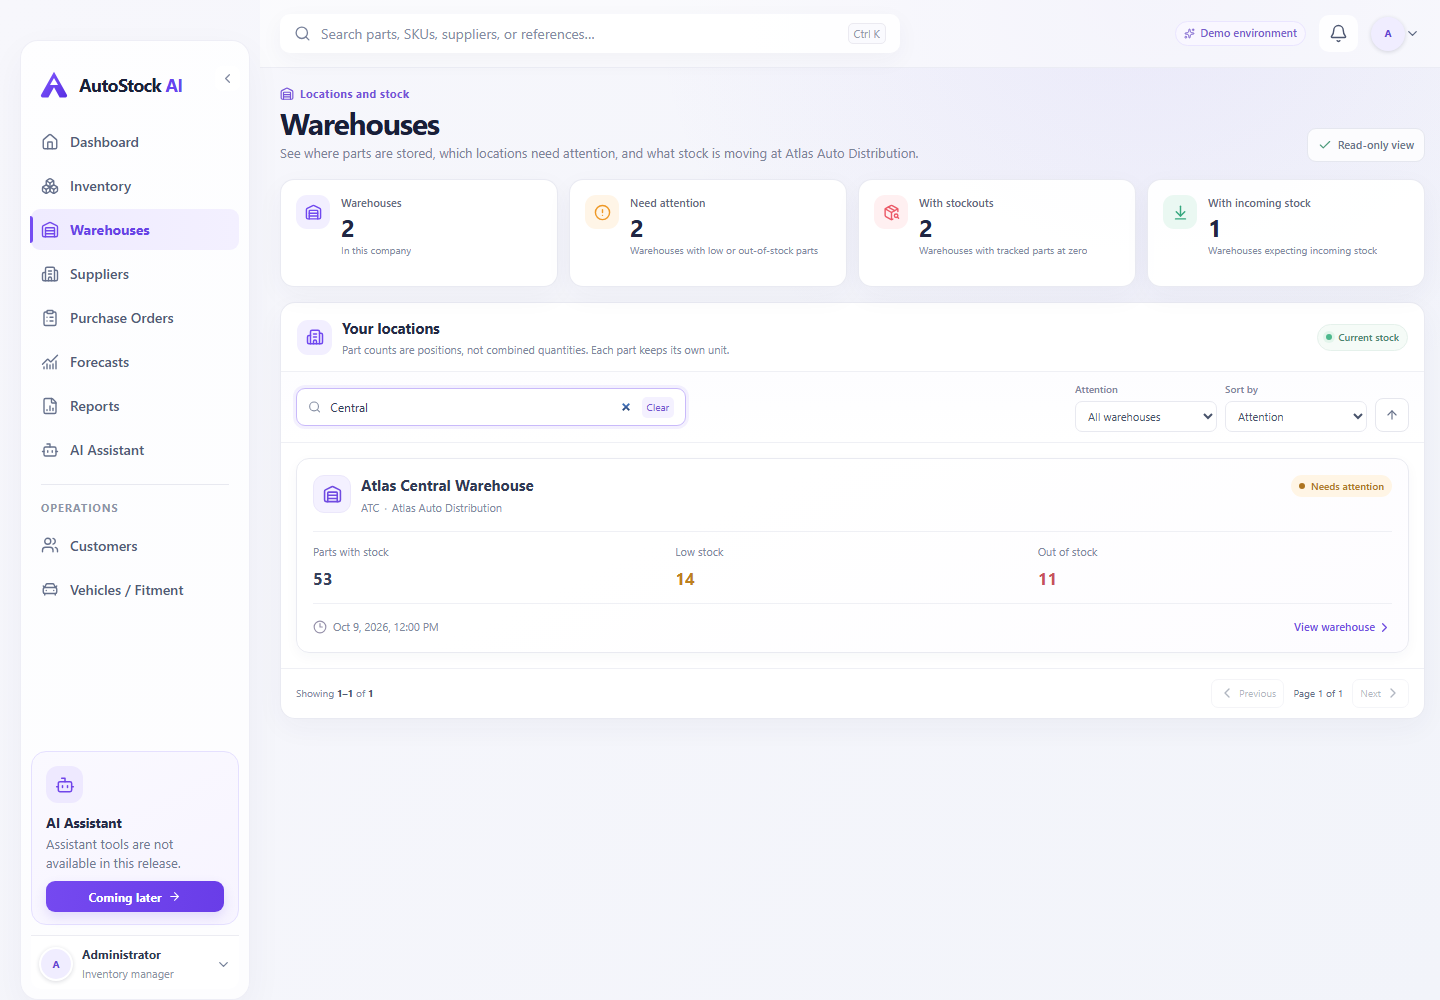 AutoStock AI
Dashboard
Inventory
Warehouses
Suppliers
Purchase Orders
Forecasts
Reports
AI Assistant
OPERATIONS
Customers
Vehicles / Fitment
AI Assistant
Assistant tools are not
available in this release.
Coming later
A
Administrator
Inventory manager
Search parts, SKUs, suppliers, or references...
Ctrl K
Demo environment
A
Locations and stock
Warehouses
See where parts are stored, which locations need attention, and what stock is moving at Atlas Auto Distribution.
Read-only view
Warehouses
2
In this company
Need attention
2
Warehouses with low or out-of-stock parts
With stockouts
2
Warehouses with tracked parts at zero
With incoming stock
1
Warehouses expecting incoming stock
Your locations
Part counts are positions, not combined quantities. Each part keeps its own unit.
Current stock
Central
Clear
Attention
All warehouses
Sort by
Attention
Atlas Central Warehouse
ATC · Atlas Auto Distribution
Needs attention
Parts with stock
53
Low stock
14
Out of stock
11
Oct 9, 2026, 12:00 PM
View warehouse
Showing 1–1 of 1
Previous
Page 1 of 1
Next